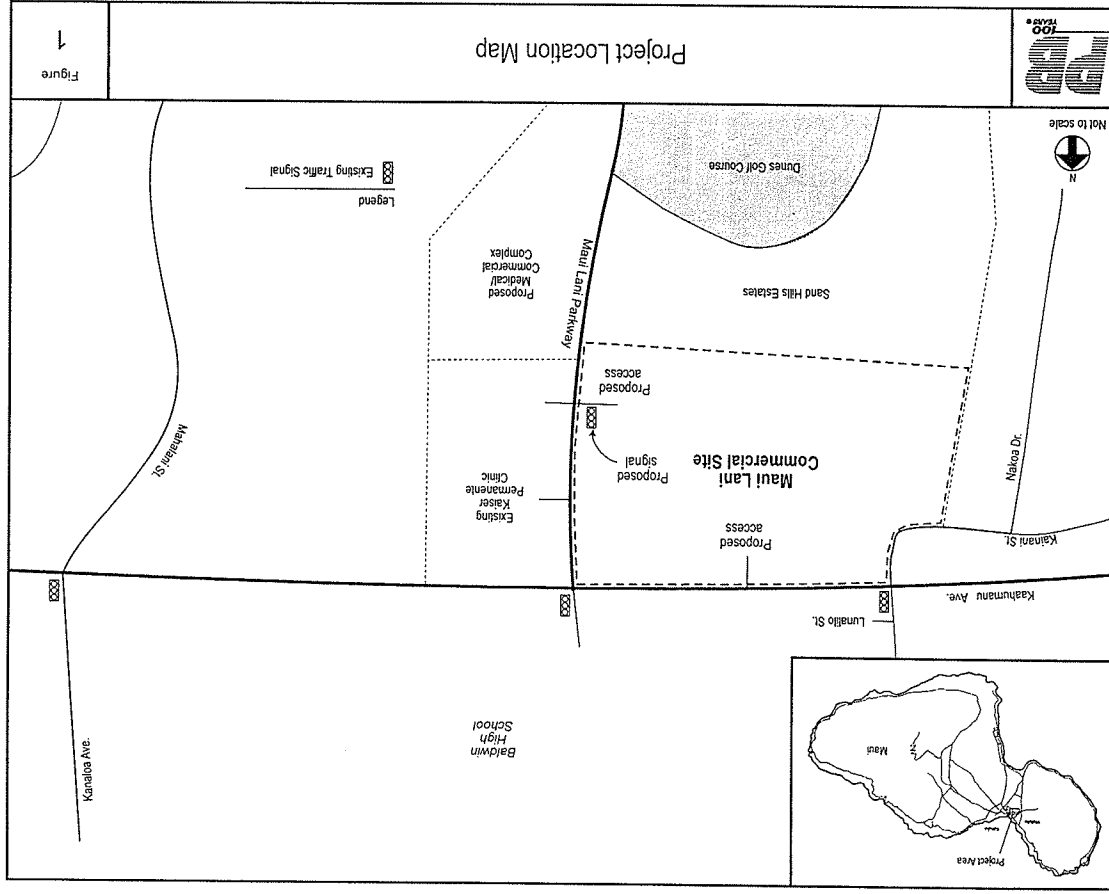 Project Area
Maui
Baldwin
High
School
Kanaloa Ave.
Lunalilo St.
Kaahumanu Ave.
Kainani St.
Nakoa Dr.
Proposed
access
Maui Lani
Commercial Site
Proposed
signal
Proposed
access
Existing
Kaiser
Permanente
Clinic
Mahalani St.
Maui Lani Parkway
Sand Hills Estates
Proposed
Medical/
Commercial
Complex
Dunes Golf Course
Legend
Existing Traffic Signal
N
Not to scale
PB
100
YEARS
Project Location Map
Figure
1